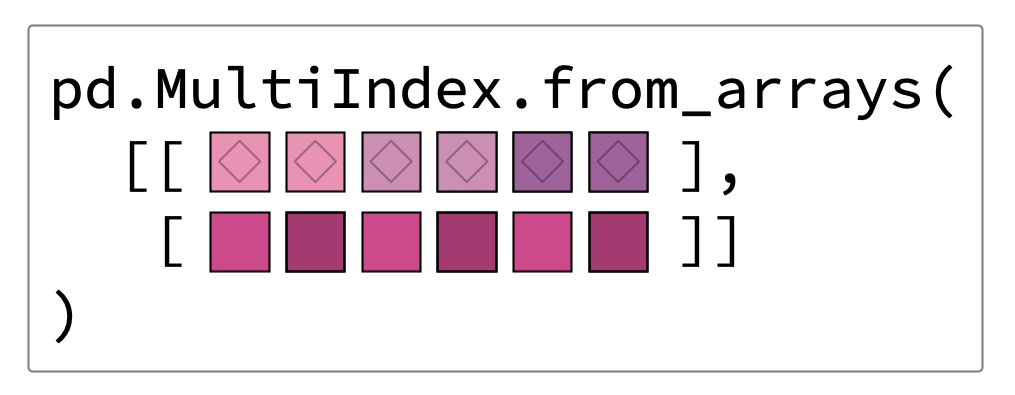 pd.MultiIndex.from_arrays(
[[ ],
[ ]]
)